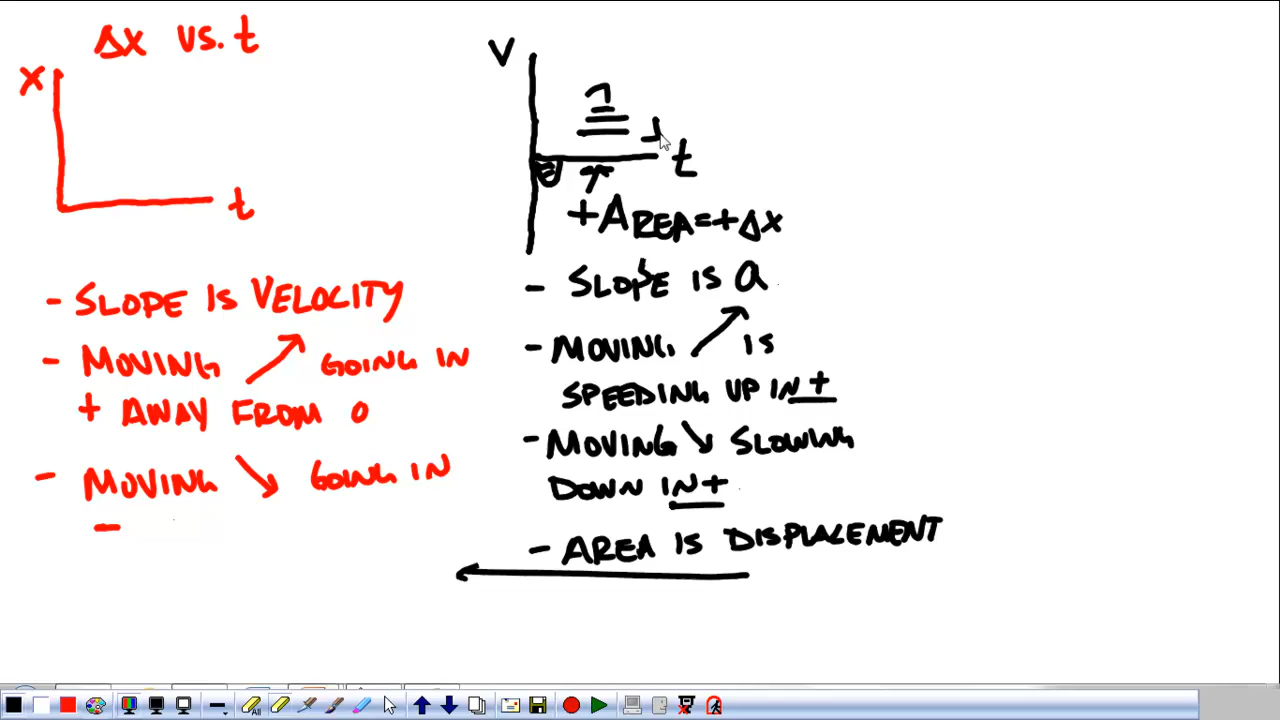 Δx vs. t
x
t
- SLOPE IS VELOCITY
- MOVING ↗ GOING IN
+ AWAY FROM 0
- MOVING ↘ GOING IN
-
V
t
+AREA=+Δx
- SLOPE IS a
- MOVING ↗ IS
SPEEDING UP IN +
- MOVING ↘ SLOWING
DOWN IN +
- AREA IS DISPLACEMENT
All